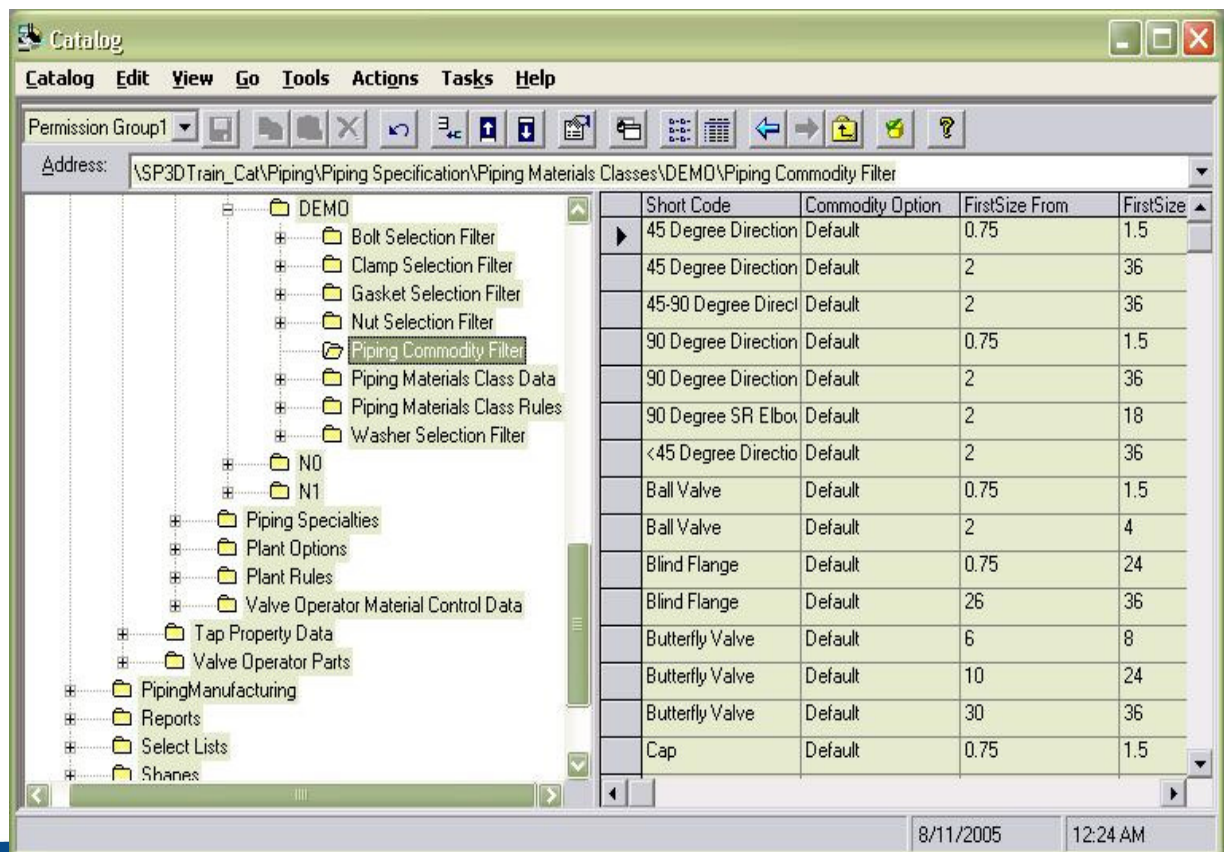 Catalog
Catalog Edit View Go Tools Actions Tasks Help
Permission Group1
Address: \SP3DTrain_Cat\Piping\Piping Specification\Piping Materials Classes\DEMO\Piping Commodity Filter
DEMO
Bolt Selection Filter
Clamp Selection Filter
Gasket Selection Filter
Nut Selection Filter
Piping Commodity Filter
Piping Materials Class Data
Piping Materials Class Rules
Washer Selection Filter
N0
N1
Piping Specialties
Plant Options
Plant Rules
Valve Operator Material Control Data
Tap Property Data
Valve Operator Parts
PipingManufacturing
Reports
Select Lists
Shapes
Short Code Commodity Option FirstSize From FirstSize
45 Degree Direction Default 0.75 1.5
45 Degree Direction Default 2 36
45-90 Degree Direct Default 2 36
90 Degree Direction Default 0.75 1.5
90 Degree Direction Default 2 36
90 Degree SR Elbow Default 2 18
<45 Degree Directio Default 2 36
Ball Valve Default 0.75 1.5
Ball Valve Default 2 4
Blind Flange Default 0.75 24
Blind Flange Default 26 36
Butterfly Valve Default 6 8
Butterfly Valve Default 10 24
Butterfly Valve Default 30 36
Cap Default 0.75 1.5
8/11/2005 12:24 AM